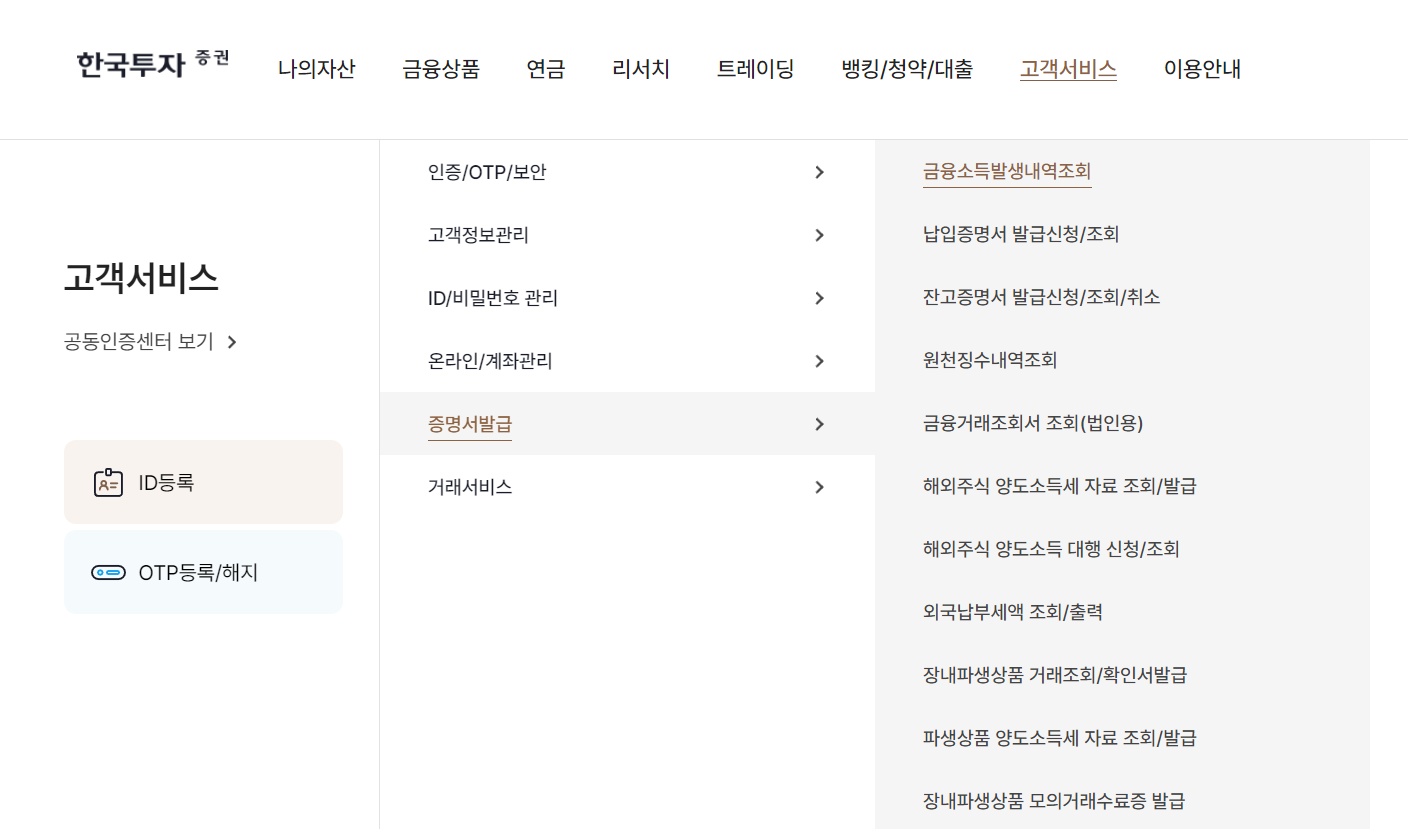 한국투자 증권
나의자산 금융상품 연금 리서치 트레이딩 뱅킹/청약/대출 고객서비스 이용안내
고객서비스
공동인증센터 보기
ID등록
OTP등록/해지
인증/OTP/보안
고객정보관리
ID/비밀번호 관리
온라인/계좌관리
증명서발급
거래서비스
금융소득발생내역조회
납입증명서 발급신청/조회
잔고증명서 발급신청/조회/취소
원천징수내역조회
금융거래조회서 조회(법인용)
해외주식 양도소득세 자료 조회/발급
해외주식 양도소득 대행 신청/조회
외국납부세액 조회/출력
장내파생상품 거래조회/확인서발급
파생상품 양도소득세 자료 조회/발급
장내파생상품 모의거래수료증 발급